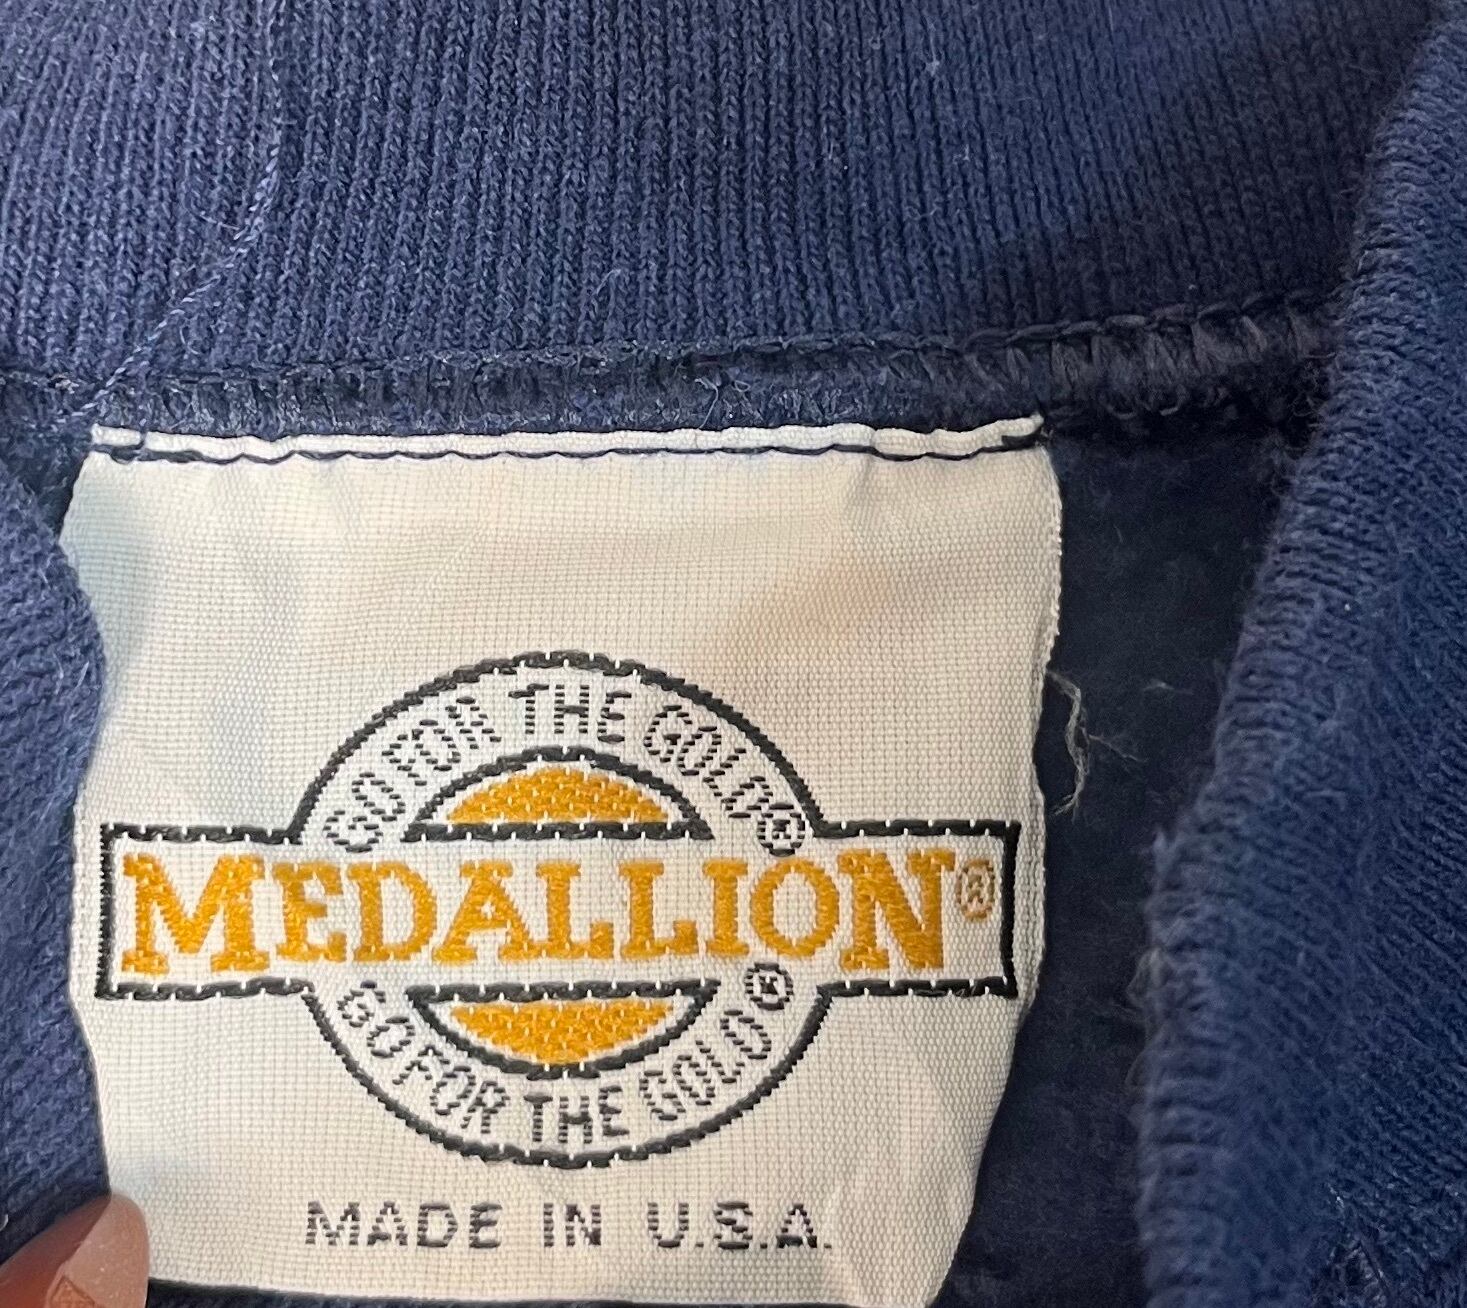 GO FOR THE GOLD®
MEDALLION®
GO FOR THE GOLD®
MADE IN U.S.A.